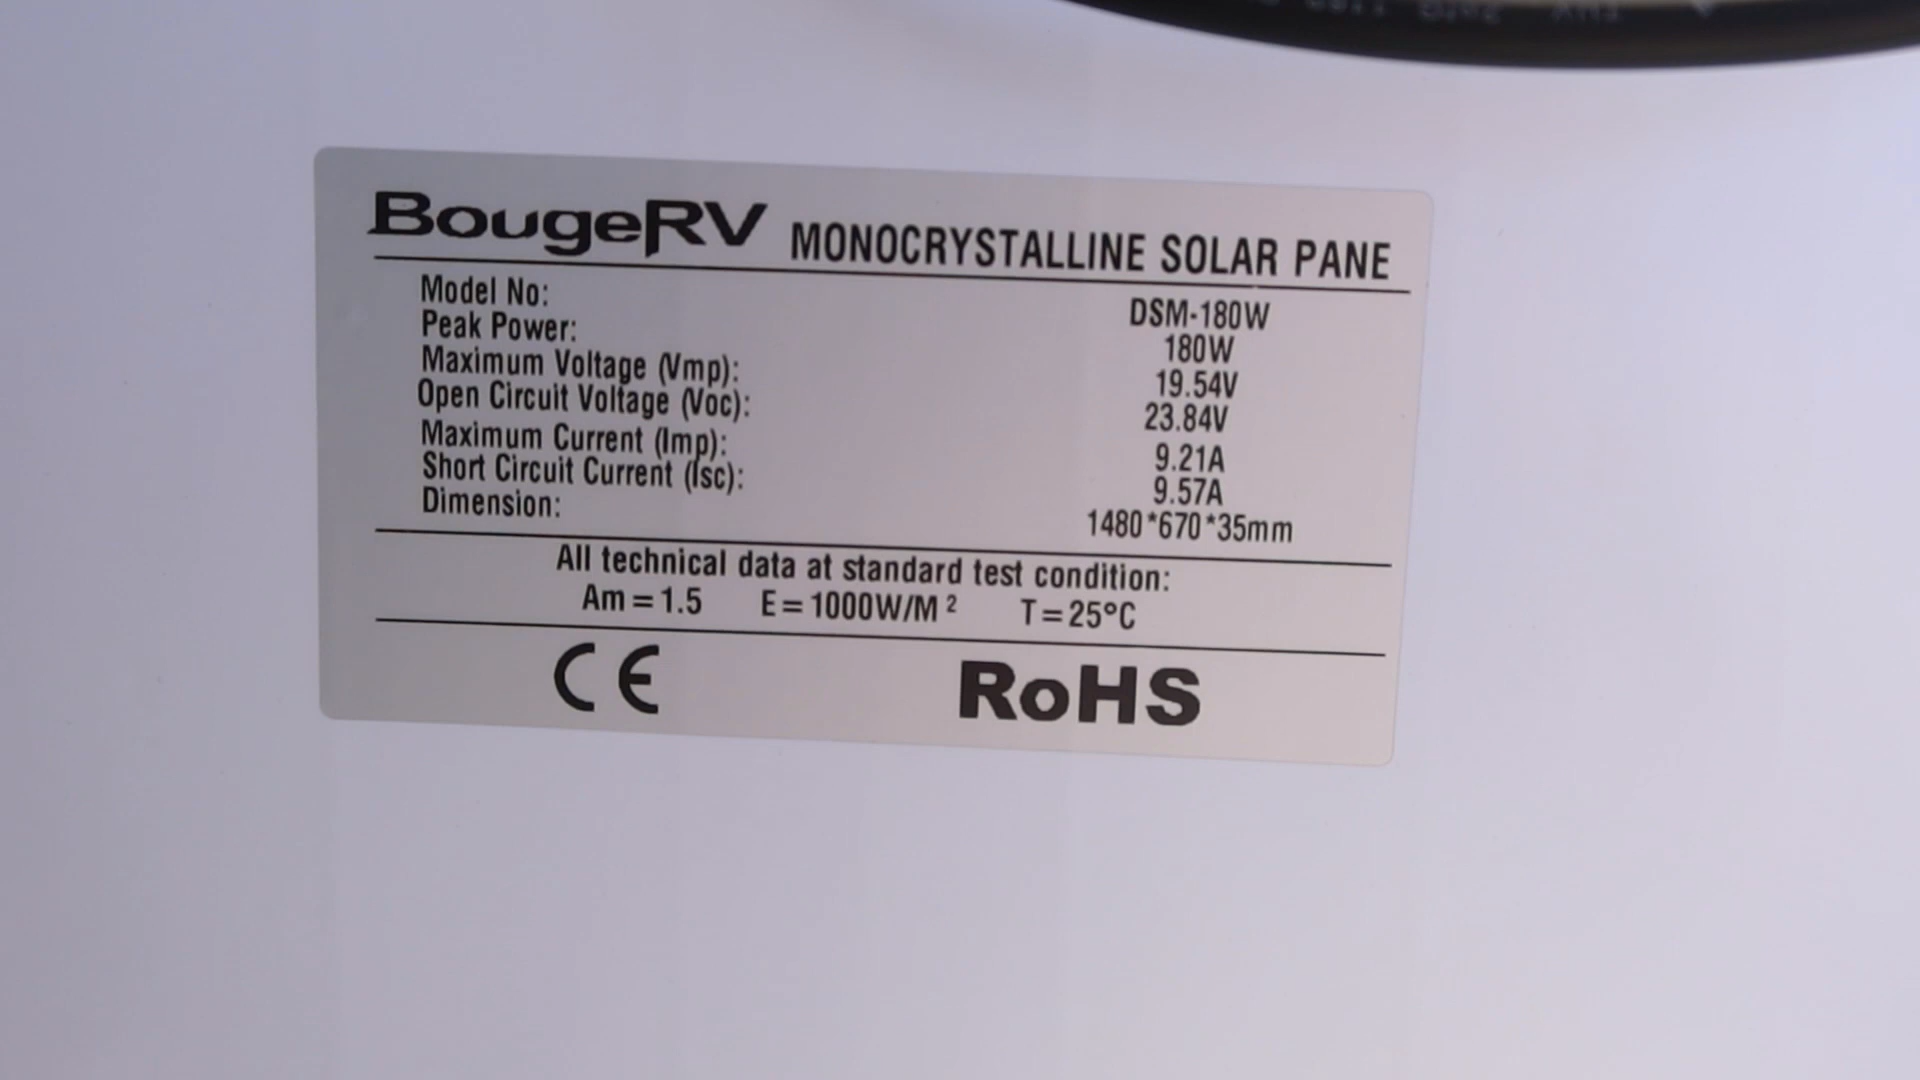 BougeRV MONOCRYSTALLINE SOLAR PANE
Model No: DSM-180W
Peak Power: 180W
Maximum Voltage (Vmp): 19.54V
Open Circuit Voltage (Voc): 23.84V
Maximum Current (Imp): 9.21A
Short Circuit Current (Isc): 9.57A
Dimension: 1480*670*35mm
All technical data at standard test condition:
Am=1.5 E=1000W/M² T=25°C
CE RoHS